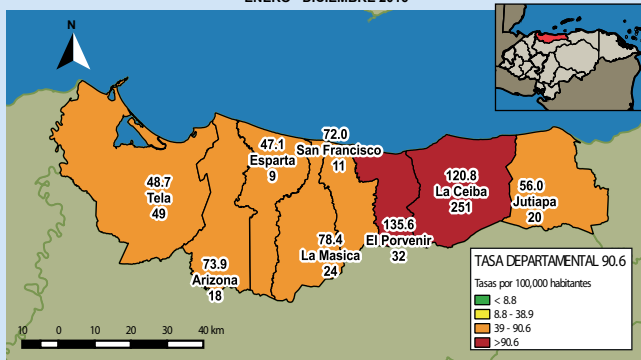 N
72.0
San Francisco
11
47.1
Esparta
9
48.7
Tela
49
120.8
La Ceiba
251
56.0
Jutiapa
20
135.6
El Porvenir
32
78.4
La Masica
24
73.9
Arizona
18
TASA DEPARTAMENTAL 90.6
Tasas por 100,000 habitantes
< 8.8
8.8 - 38.9
39 - 90.6
>90.6
10 0 10 20 30 40 km